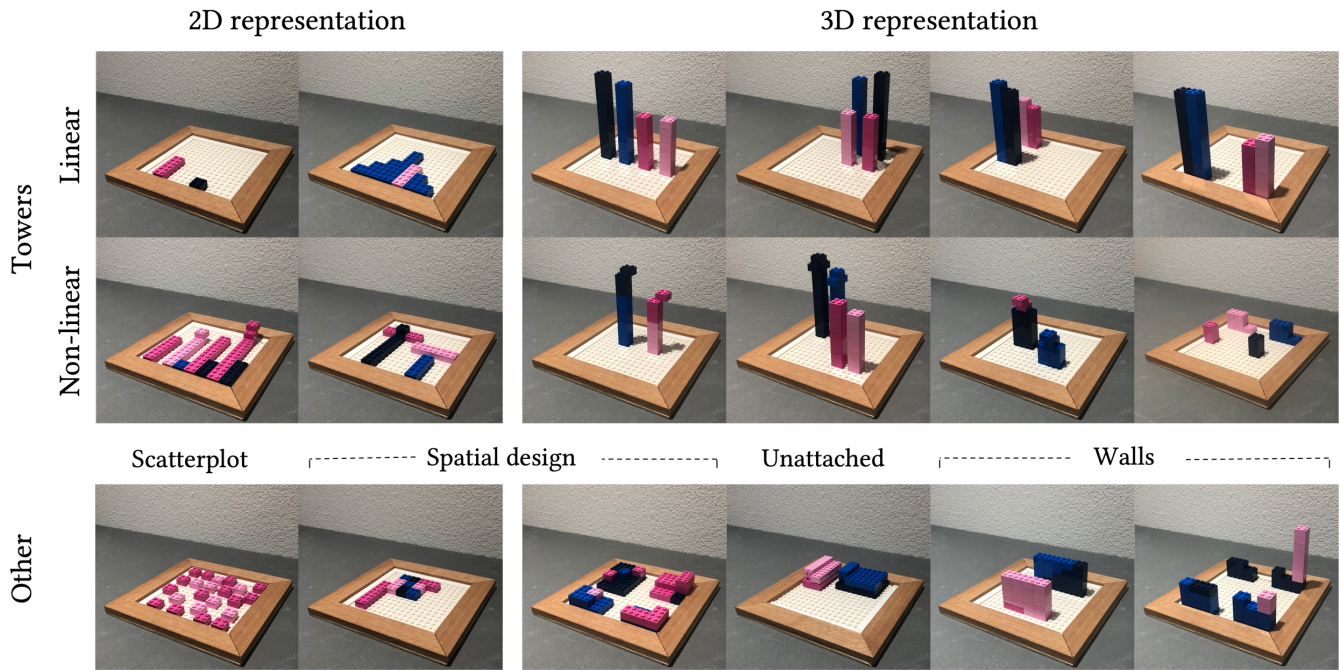 2D representation
3D representation
Towers
Linear
Non-linear
Scatterplot
Spatial design
Unattached
Walls
Other